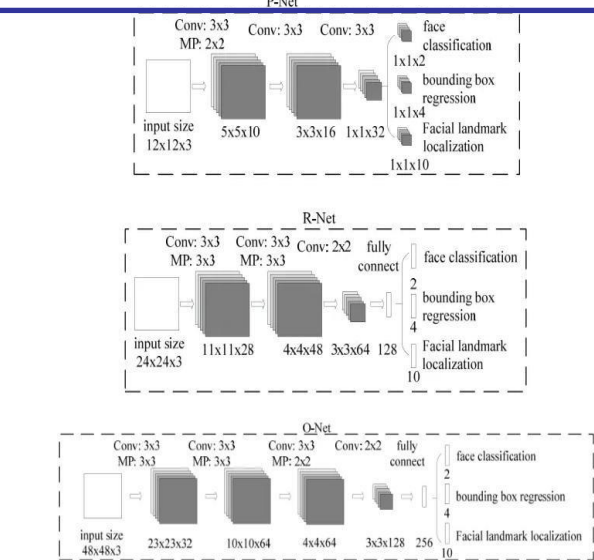 P-Net
Conv: 3x3 Conv: 3x3 Conv: 3x3 face
MP: 2x2 classification
1x1x2
bounding box
regression
1x1x4
input size 5x5x10 3x3x16 1x1x32 Facial landmark
12x12x3 localization
1x1x10
R-Net
Conv: 3x3 Conv: 3x3 Conv: 2x2 fully
MP: 3x3 MP: 3x3 connect face classification
2
bounding box
4 regression
input size 11x11x28 4x4x48 3x3x64 128 Facial landmark
24x24x3 localization
10
O-Net
Conv: 3x3 Conv: 3x3 Conv: 3x3 Conv: 2x2 fully
MP: 3x3 MP: 3x3 MP: 2x2 connect face classification
2
bounding box regression
4
input size 23x23x32 10x10x64 4x4x64 3x3x128 256 Facial landmark localization
48x48x3 10